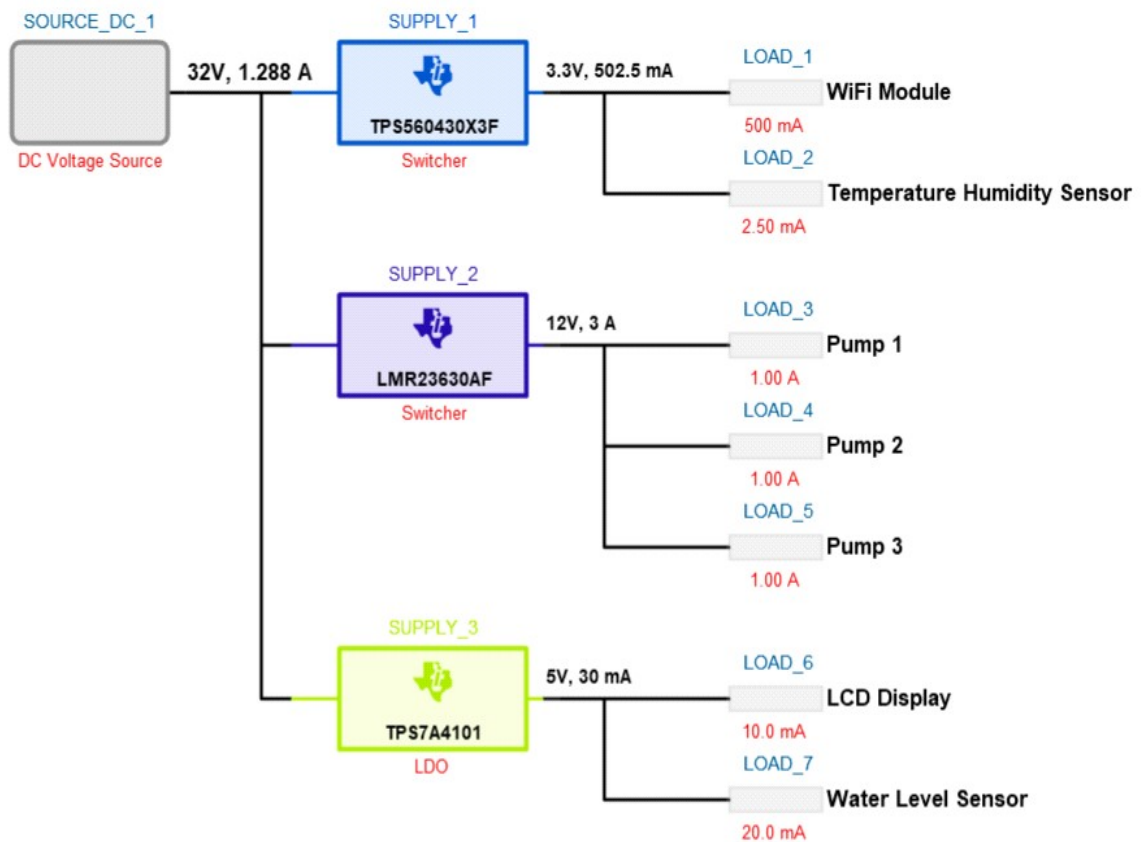 SOURCE_DC_1
32V, 1.288 A
DC Voltage Source
SUPPLY_1
TPS560430X3F
Switcher
3.3V, 502.5 mA
LOAD_1
WiFi Module
500 mA
LOAD_2
Temperature Humidity Sensor
2.50 mA
SUPPLY_2
LMR23630AF
Switcher
12V, 3 A
LOAD_3
Pump 1
1.00 A
LOAD_4
Pump 2
1.00 A
LOAD_5
Pump 3
1.00 A
SUPPLY_3
TPS7A4101
LDO
5V, 30 mA
LOAD_6
LCD Display
10.0 mA
LOAD_7
Water Level Sensor
20.0 mA